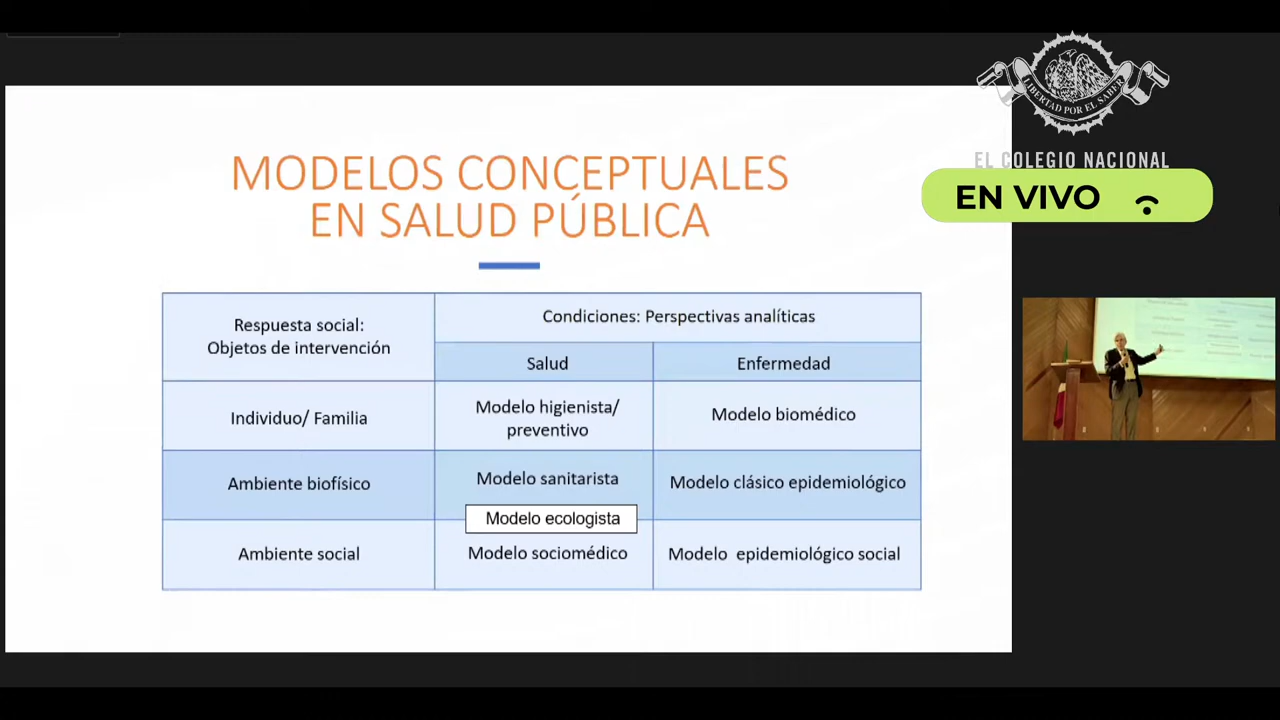 LIBERTAD POR EL SABER
EL COLEGIO NACIONAL
EN VIVO
MODELOS CONCEPTUALES
EN SALUD PÚBLICA
Respuesta social:
Objetos de intervención
Condiciones: Perspectivas analíticas
Salud
Enfermedad
Individuo/ Familia
Modelo higienista/
preventivo
Modelo biomédico
Ambiente biofísico
Modelo sanitarista
Modelo clásico epidemiológico
Modelo ecologista
Ambiente social
Modelo sociomédico
Modelo epidemiológico social